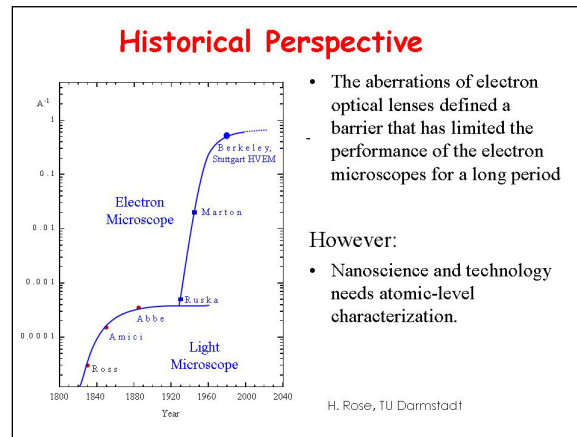 Historical Perspective
A-1
1
0.1
0.01
0.001
0.0001
1800 1840 1880 1920 1960 2000 2040
Year
Berkeley,
Stuttgart HVEM
Electron
Microscope
Marton
Ruska
Abbe
Amici
Ross
Light
Microscope
• The aberrations of electron
optical lenses defined a
barrier that has limited the
performance of the electron
microscopes for a long period
However:
• Nanoscience and technology
needs atomic-level
characterization.
H. Rose, TU Darmstadt